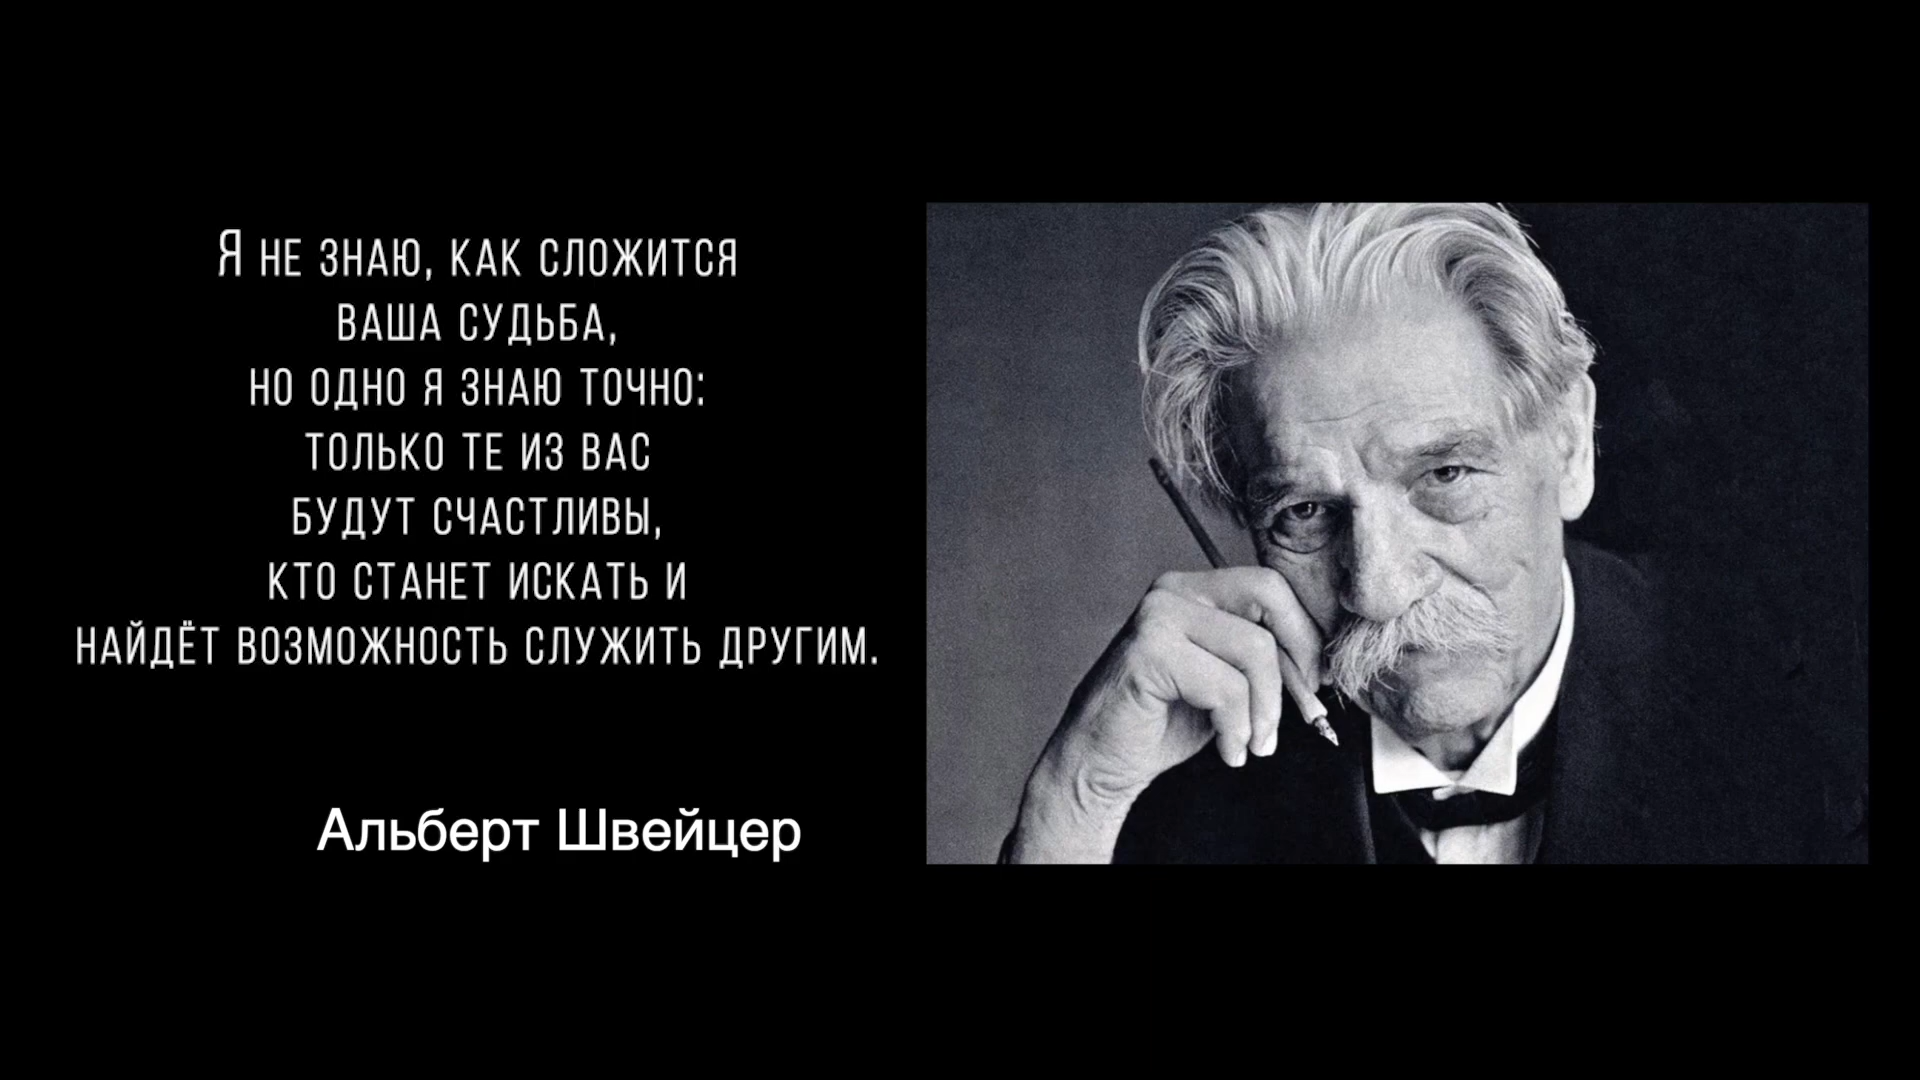 Я НЕ ЗНАЮ, КАК СЛОЖИТСЯ
ВАША СУДЬБА,
НО ОДНО Я ЗНАЮ ТОЧНО:
ТОЛЬКО ТЕ ИЗ ВАС
БУДУТ СЧАСТЛИВЫ,
КТО СТАНЕТ ИСКАТЬ И
НАЙДЁТ ВОЗМОЖНОСТЬ СЛУЖИТЬ ДРУГИМ.
Альберт Швейцер